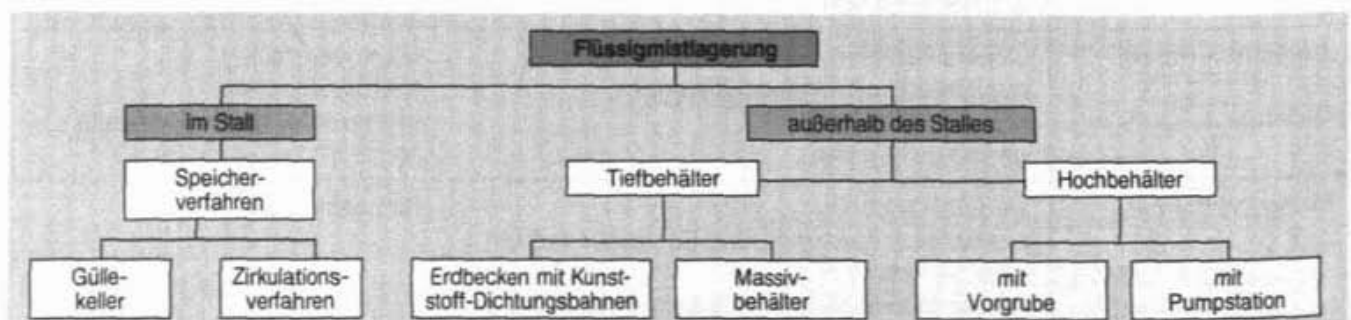 Flüssigmistlagerung
im Stall
außerhalb des Stalles
Speicher-
verfahren
Tiefbehälter
Hochbehälter
Gülle-
keller
Zirkulations-
verfahren
Erdbecken mit Kunst-
stoff-Dichtungsbahnen
Massiv-
behälter
mit
Vorgrube
mit
Pumpstation